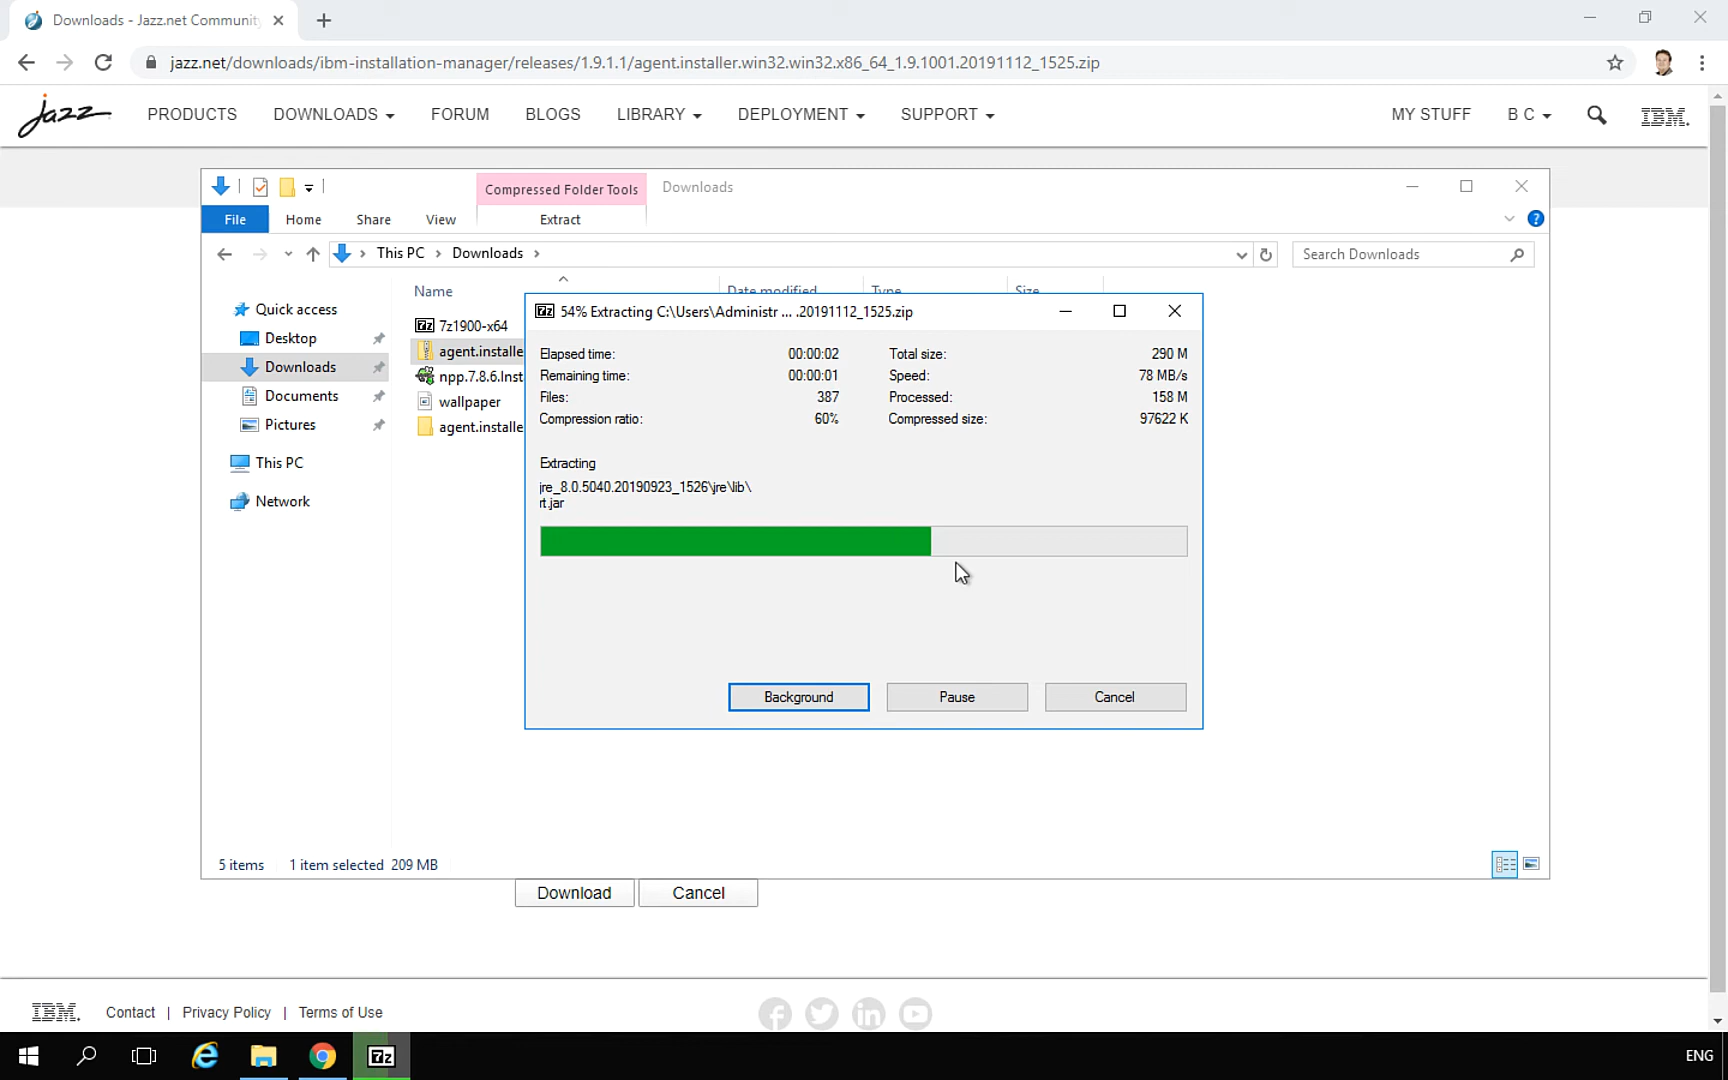 Downloads - Jazz.net Community
jazz.net/downloads/ibm-installation-manager/releases/1.9.1.1/agent.installer.win32.win32.x86_64_1.9.1001.20191112_1525.zip
jazz PRODUCTS DOWNLOADS FORUM BLOGS LIBRARY DEPLOYMENT SUPPORT MY STUFF B C IBM.
Compressed Folder Tools Downloads
File Home Share View Extract
This PC > Downloads > Search Downloads
Name Date modified Type Size
Quick access
Desktop
Downloads
Documents
Pictures
This PC
Network
7z1900-x64
agent.installe
npp.7.8.6.Inst
wallpaper
agent.installe
7z 54% Extracting C:\Users\Administr ... .20191112_1525.zip
Elapsed time: 00:00:02 Total size: 290 M
Remaining time: 00:00:01 Speed: 78 MB/s
Files: 387 Processed: 158 M
Compression ratio: 60% Compressed size: 97622 K
Extracting
jre_8.0.5040.20190923_1526\jre\lib\
rt.jar
Background Pause Cancel
5 items 1 item selected 209 MB
Download Cancel
IBM. Contact | Privacy Policy | Terms of Use
7z ENG